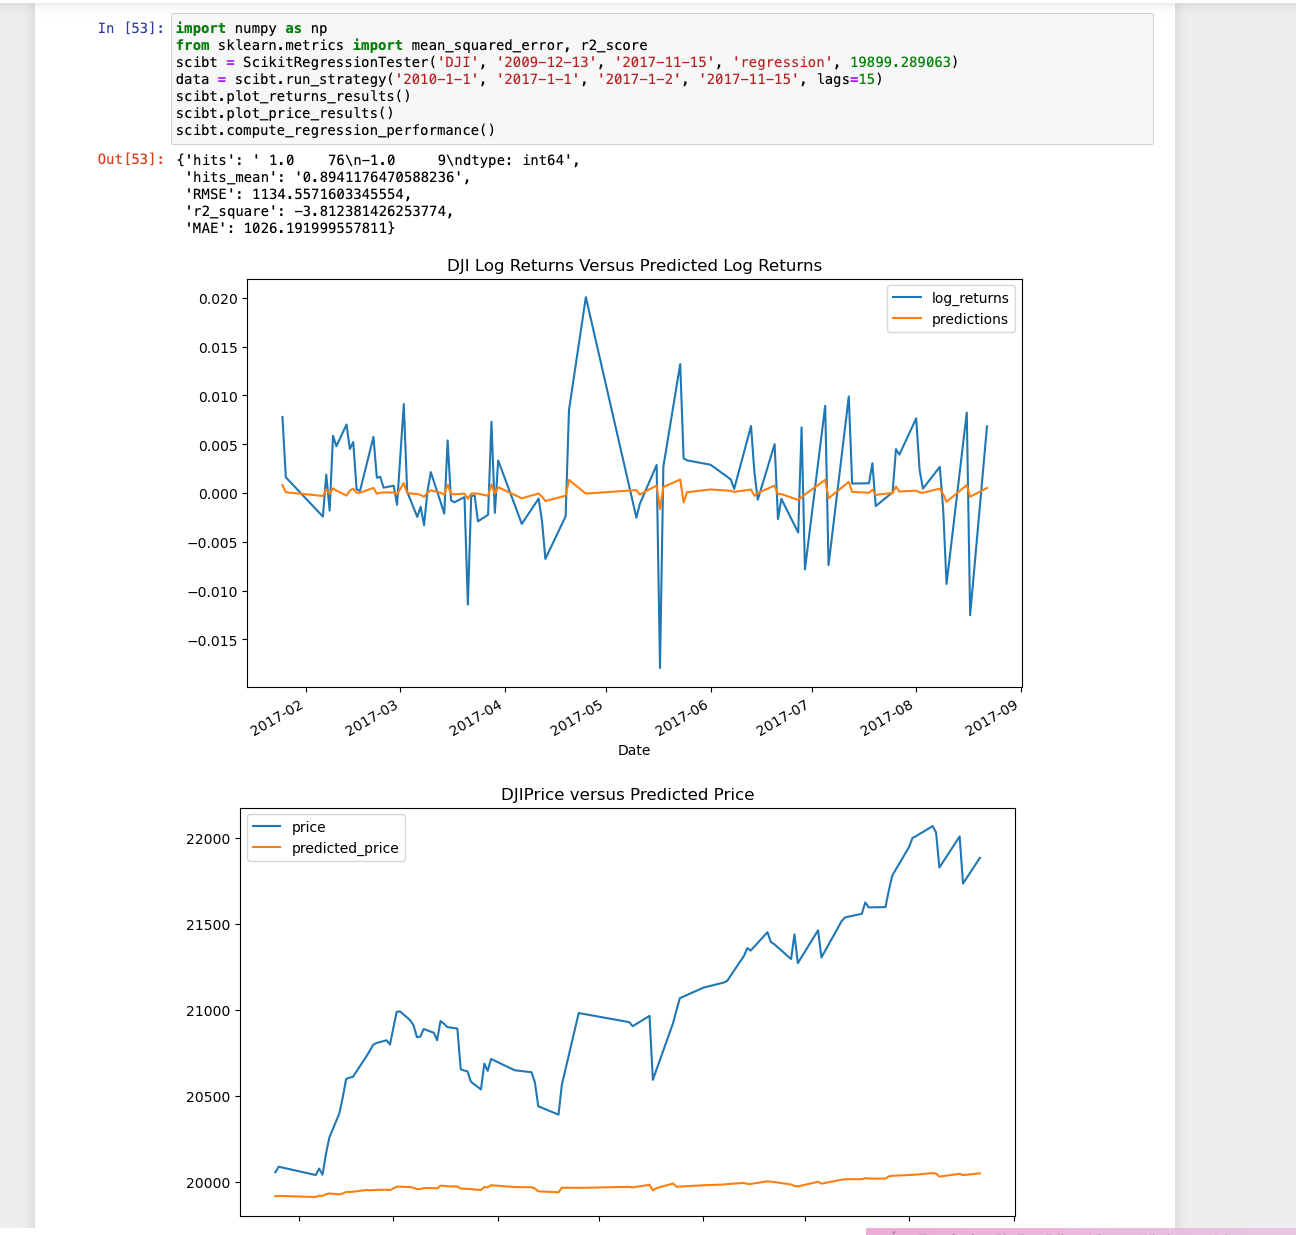 In [53]: import numpy as np
from sklearn.metrics import mean_squared_error, r2_score
scibt = ScikitRegressionTester('DJI', '2009-12-13', '2017-11-15', 'regression', 19899.289063)
data = scibt.run_strategy('2010-1-1', '2017-1-1', '2017-1-2', '2017-11-15', lags=15)
scibt.plot_returns_results()
scibt.plot_price_results()
scibt.compute_regression_performance()
Out[53]: {'hits': ' 1.0    76\n-1.0     9\ndtype: int64',
'hits_mean': '0.8941176470588236',
'RMSE': 1134.5571603345554,
'r2_square': -3.812381426253774,
'MAE': 1026.191999557811}
DJI Log Returns Versus Predicted Log Returns
log_returns
predictions
0.020
0.015
0.010
0.005
0.000
−0.005
−0.010
−0.015
2017-02
2017-03
2017-04
2017-05
2017-06
2017-07
2017-08
2017-09
Date
DJIPrice versus Predicted Price
price
predicted_price
22000
21500
21000
20500
20000